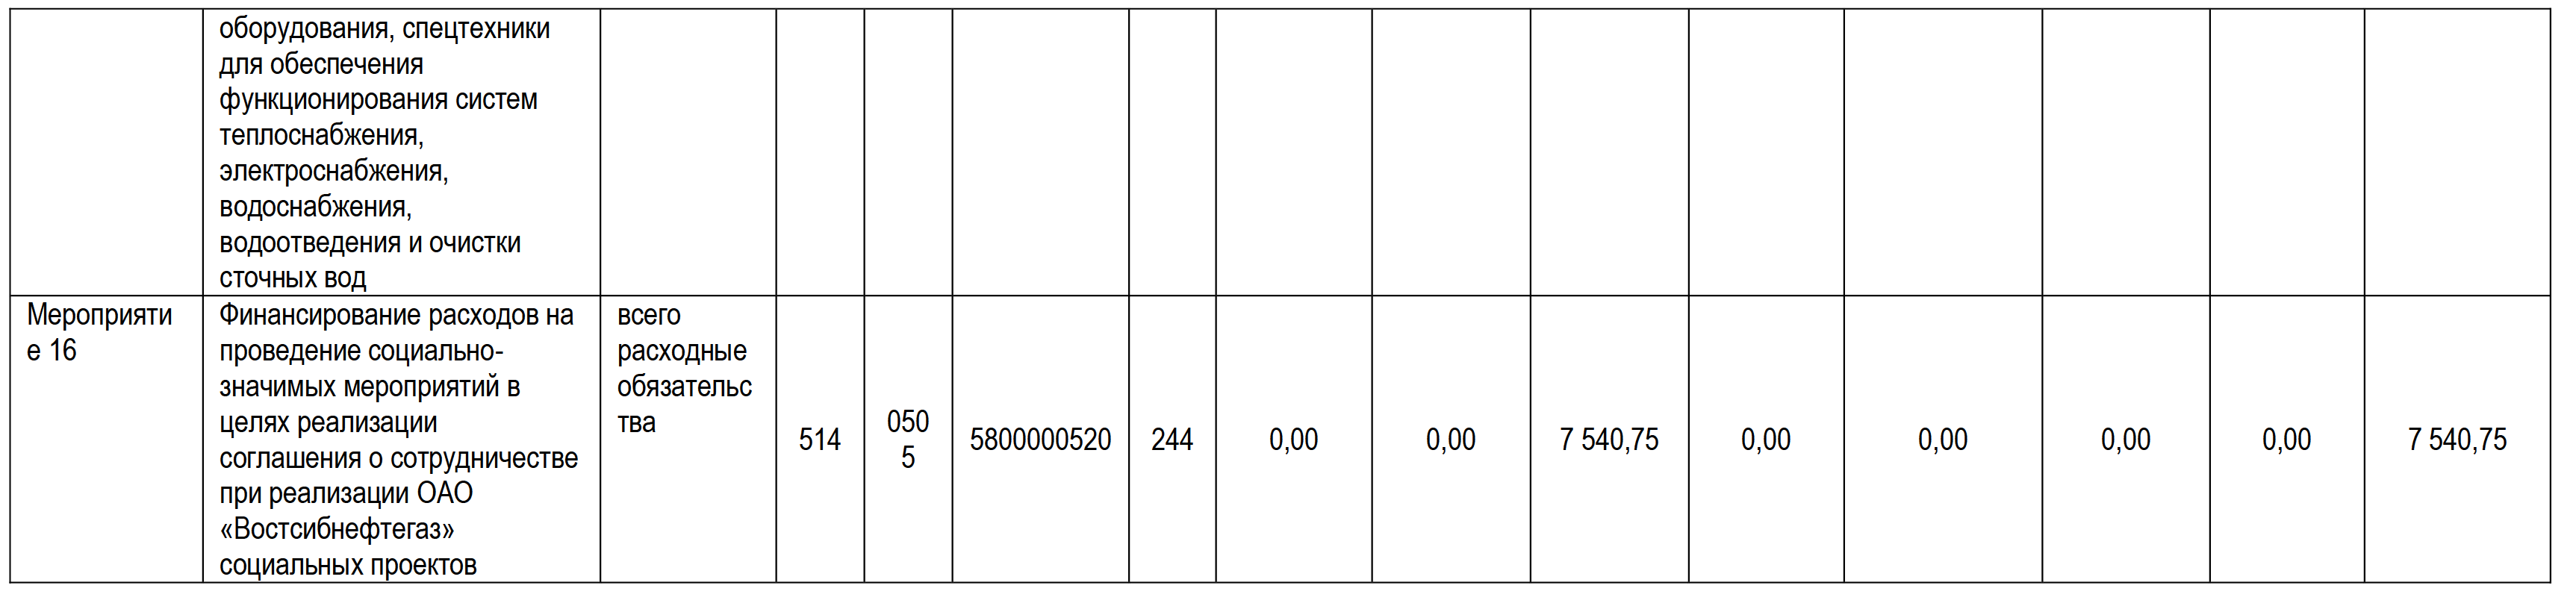 оборудования, спецтехники
для обеспечения
функционирования систем
теплоснабжения,
электроснабжения,
водоснабжения,
водоотведения и очистки
сточных вод
Мероприяти
е 16
Финансирование расходов на
проведение социально-
значимых мероприятий в
целях реализации
соглашения о сотрудничестве
при реализации ОАО
«Востсибнефтегаз»
социальных проектов
всего
расходные
обязательс
тва
514
050
5
5800000520
244
0,00
0,00
7 540,75
0,00
0,00
0,00
0,00
7 540,75